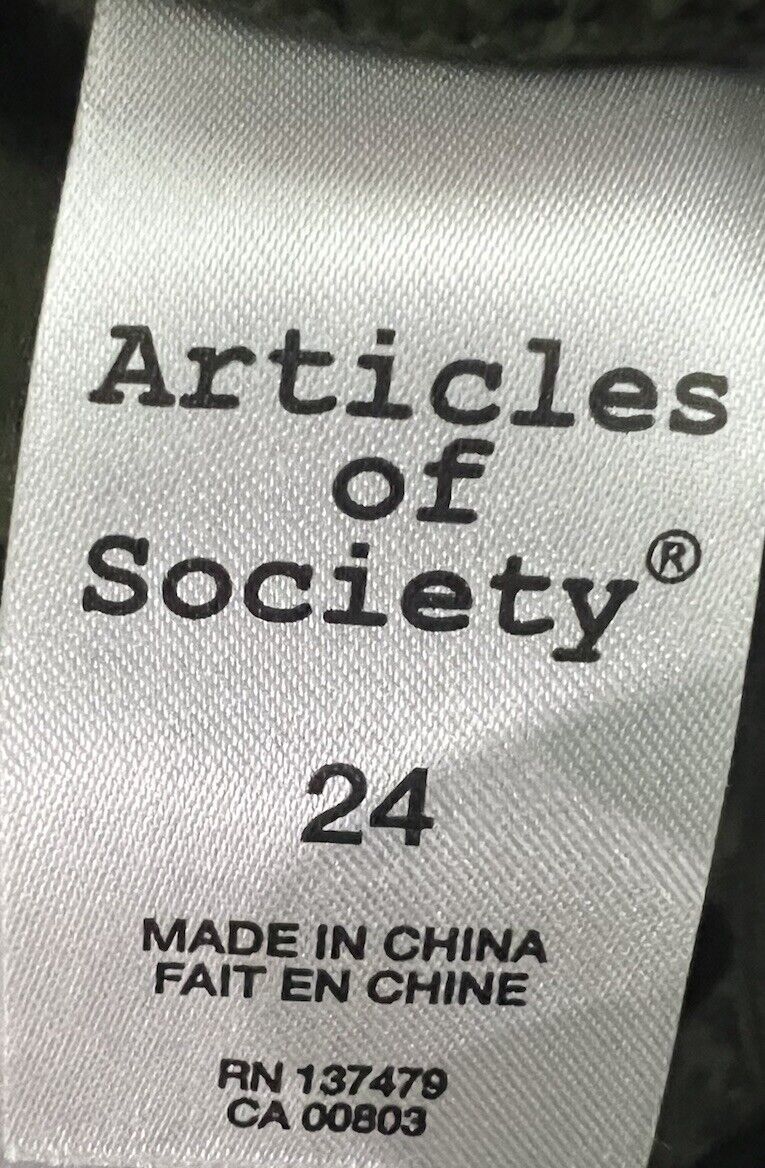 Articles
of
Society®
24
MADE IN CHINA
FAIT EN CHINE
RN 137479
CA 00803